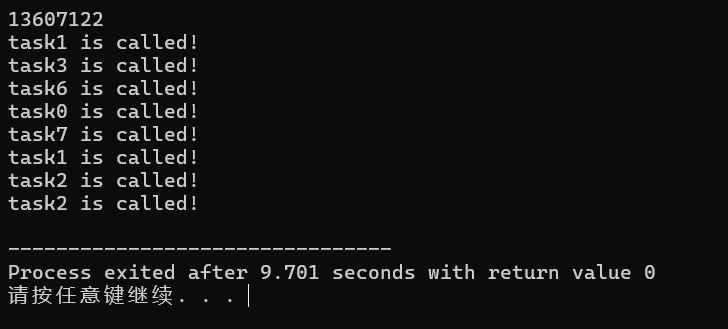 13607122
task1 is called!
task3 is called!
task6 is called!
task0 is called!
task7 is called!
task1 is called!
task2 is called!
task2 is called!
--------------------------------
Process exited after 9.701 seconds with return value 0
请按任意键继续. . .